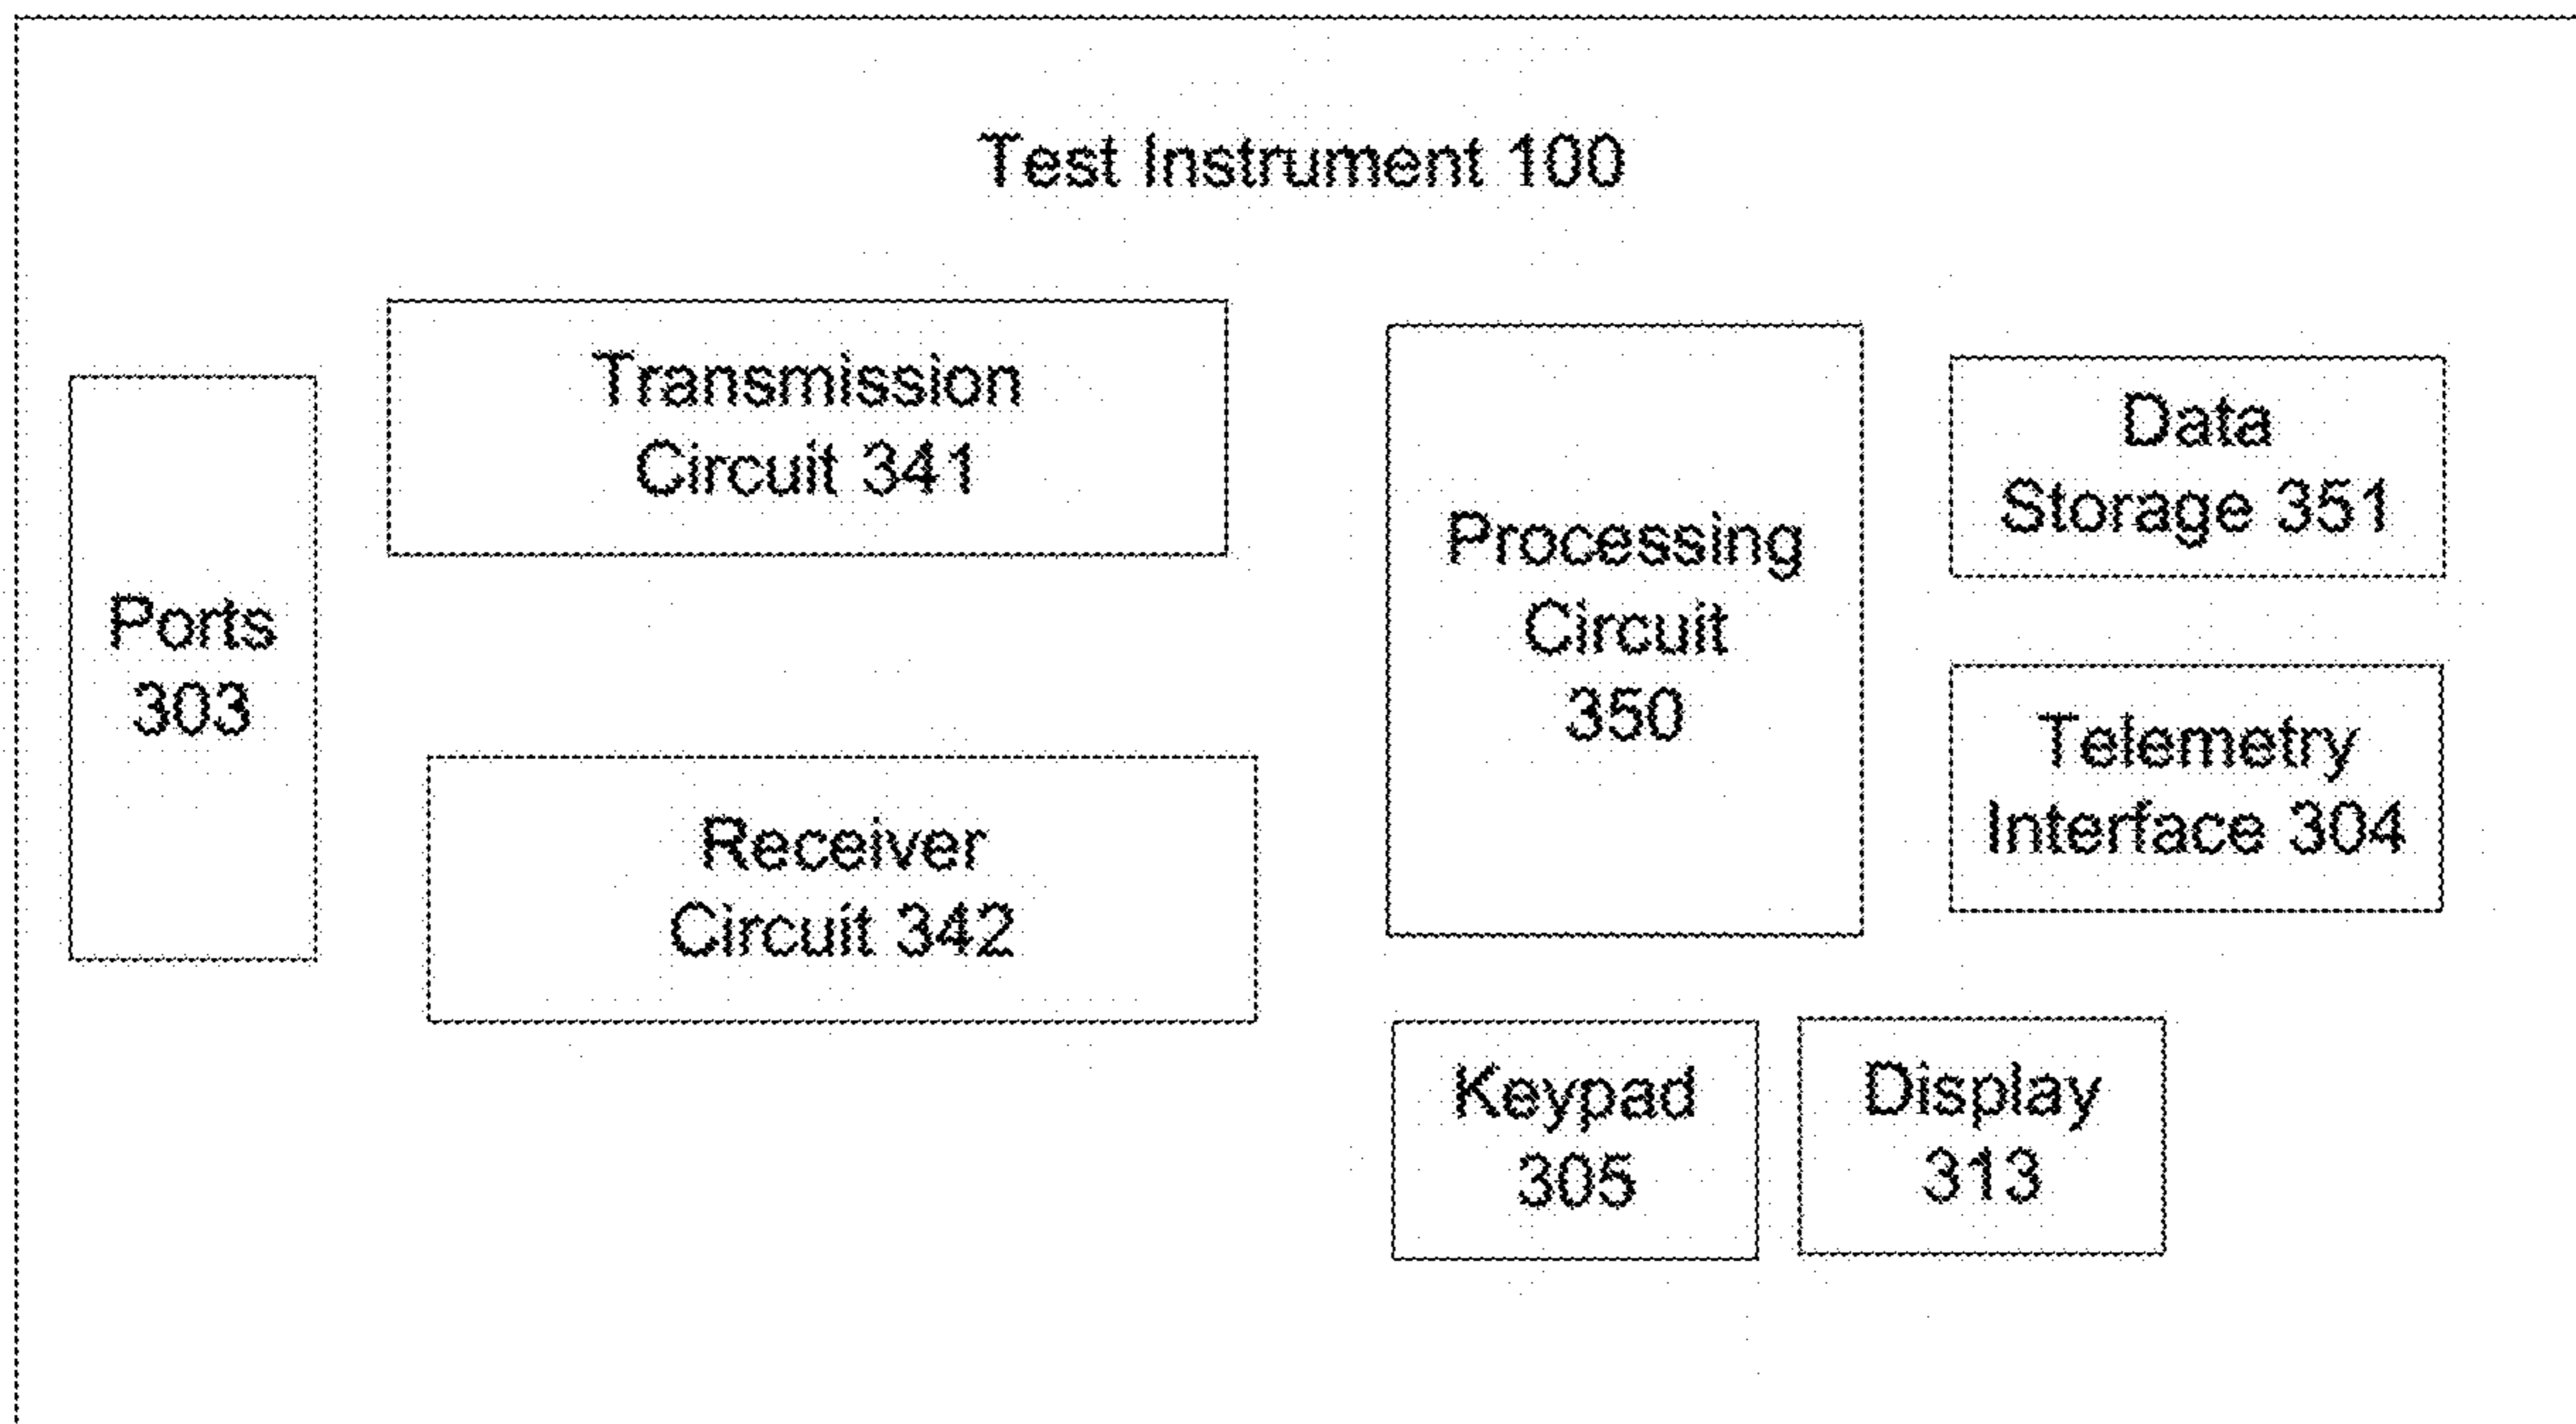 Test Instrument 100
Transmission
Circuit 341
Ports
303
Receiver
Circuit 342
Processing
Circuit
350
Data
Storage 351
Telemetry
Interface 304
Keypad
305
Display
313